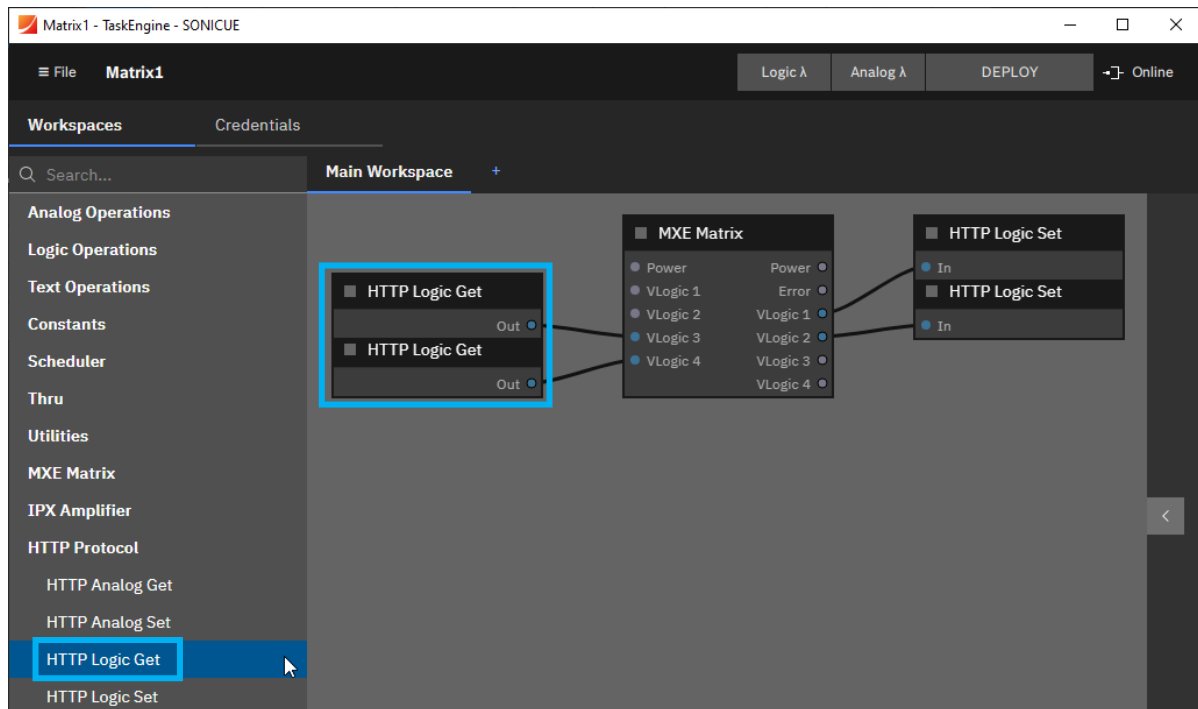 Matrix1 - TaskEngine - SONICUE
≡ File Matrix1 Logic λ Analog λ DEPLOY Online
Workspaces Credentials
Search...
Main Workspace +
Analog Operations
Logic Operations
Text Operations
Constants
Scheduler
Thru
Utilities
MXE Matrix
IPX Amplifier
HTTP Protocol
HTTP Analog Get
HTTP Analog Set
HTTP Logic Get
HTTP Logic Set
HTTP Logic Get
Out
HTTP Logic Get
Out
MXE Matrix
Power Power
VLogic 1 Error
VLogic 2 VLogic 1
VLogic 3 VLogic 2
VLogic 4 VLogic 3
VLogic 4
HTTP Logic Set
In
HTTP Logic Set
In